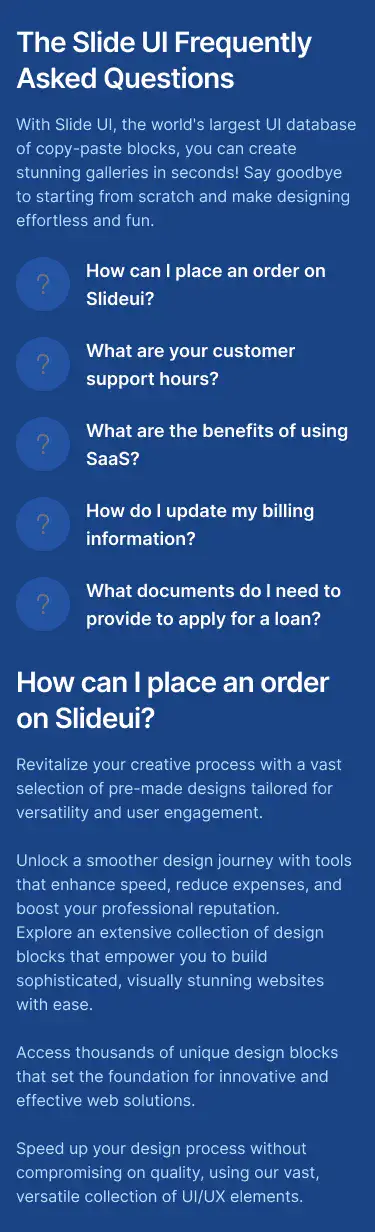 The Slide UI Frequently
Asked Questions
With Slide UI, the world's largest UI database
of copy-paste blocks, you can create
stunning galleries in seconds! Say goodbye
to starting from scratch and make designing
effortless and fun.
?
How can I place an order on
Slideui?
?
What are your customer
support hours?
?
What are the benefits of using
SaaS?
?
How do I update my billing
information?
?
What documents do I need to
provide to apply for a loan?
How can I place an order
on Slideui?
Revitalize your creative process with a vast
selection of pre-made designs tailored for
versatility and user engagement.
Unlock a smoother design journey with tools
that enhance speed, reduce expenses, and
boost your professional reputation.
Explore an extensive collection of design
blocks that empower you to build
sophisticated, visually stunning websites
with ease.
Access thousands of unique design blocks
that set the foundation for innovative and
effective web solutions.
Speed up your design process without
compromising on quality, using our vast,
versatile collection of UI/UX elements.